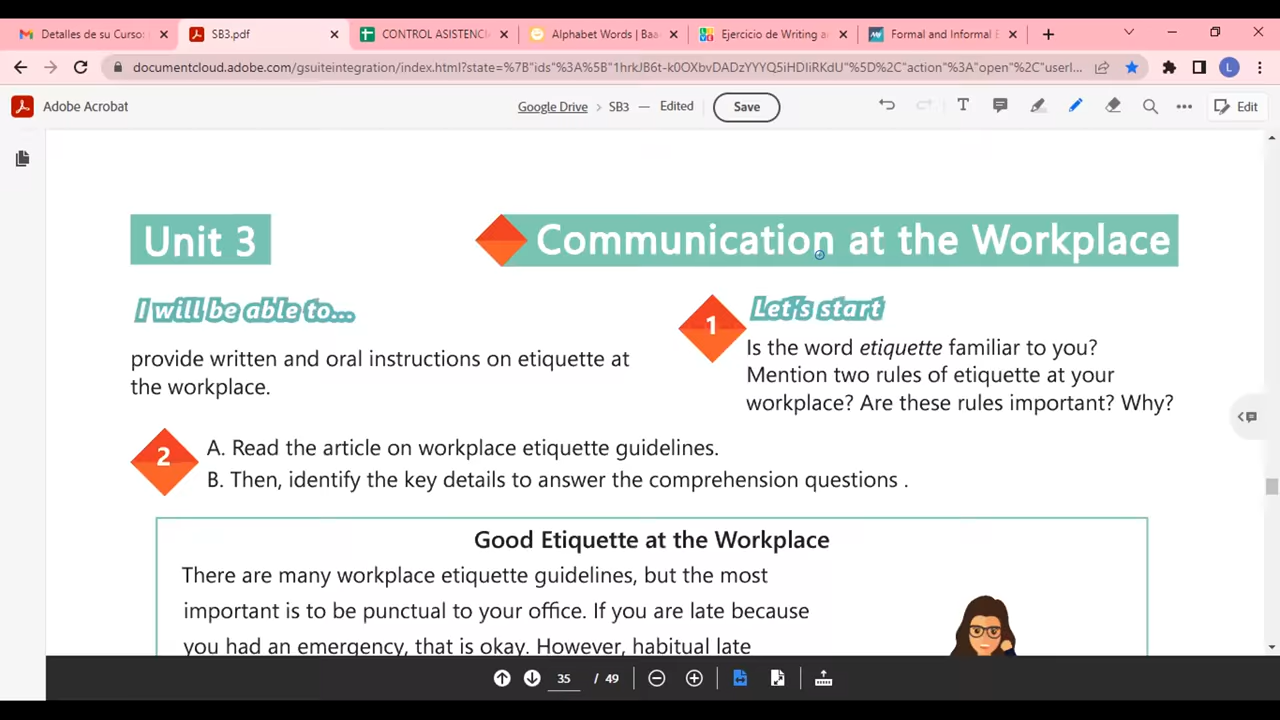 Detalles de su Curso:
SB3.pdf
CONTROL ASISTENCI
Alphabet Words | Baa
Ejercicio de Writing a
Formal and Informal E
documentcloud.adobe.com/gsuiteintegration/index.html?state=%7B"ids"%3A%5B"1hrkJB6t-k0OXbvDADzYYYQ5iHDIiRKdU"%5D%2C"action"%3A"open"%2C"userI...
L
Adobe Acrobat
Google Drive > SB3 — Edited
Save
T
Edit
Unit 3
Communication at the Workplace
I will be able to...
provide written and oral instructions on etiquette at
the workplace.
1
Let's start
Is the word etiquette familiar to you?
Mention two rules of etiquette at your
workplace? Are these rules important? Why?
2
A. Read the article on workplace etiquette guidelines.
B. Then, identify the key details to answer the comprehension questions .
Good Etiquette at the Workplace
There are many workplace etiquette guidelines, but the most
important is to be punctual to your office. If you are late because
you had an emergency, that is okay. However, habitual late
35 / 49